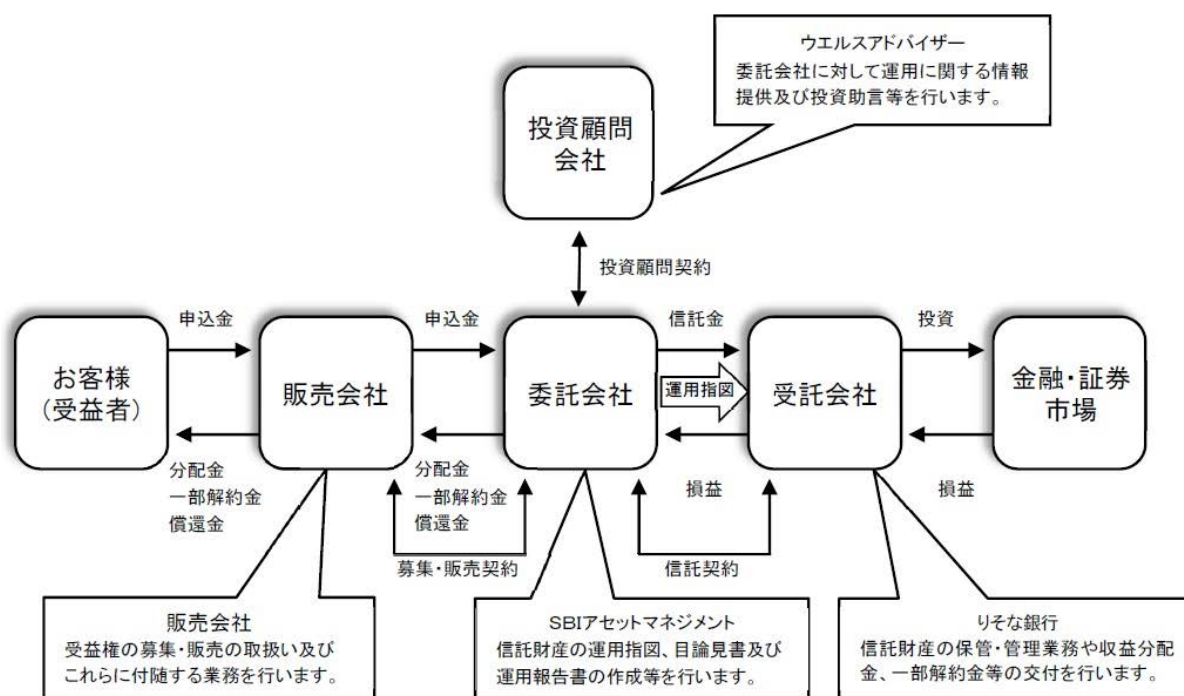 ウエルスアドバイザー
委託会社に対して運用に関する情報
提供及び投資助言等を行います。
投資顧問
会社
投資顧問契約
申込金
申込金
信託金
投資
お客様
(受益者)
販売会社
委託会社
運用指図
受託会社
金融・証券
市場
分配金
一部解約金
償還金
分配金
一部解約金
償還金
損益
損益
募集・販売契約
信託契約
販売会社
受益権の募集・販売の取扱い及び
これらに付随する業務を行います。
SBIアセットマネジメント
信託財産の運用指図、目論見書及び
運用報告書の作成等を行います。
りそな銀行
信託財産の保管・管理業務や収益分配
金、一部解約金等の交付を行います。